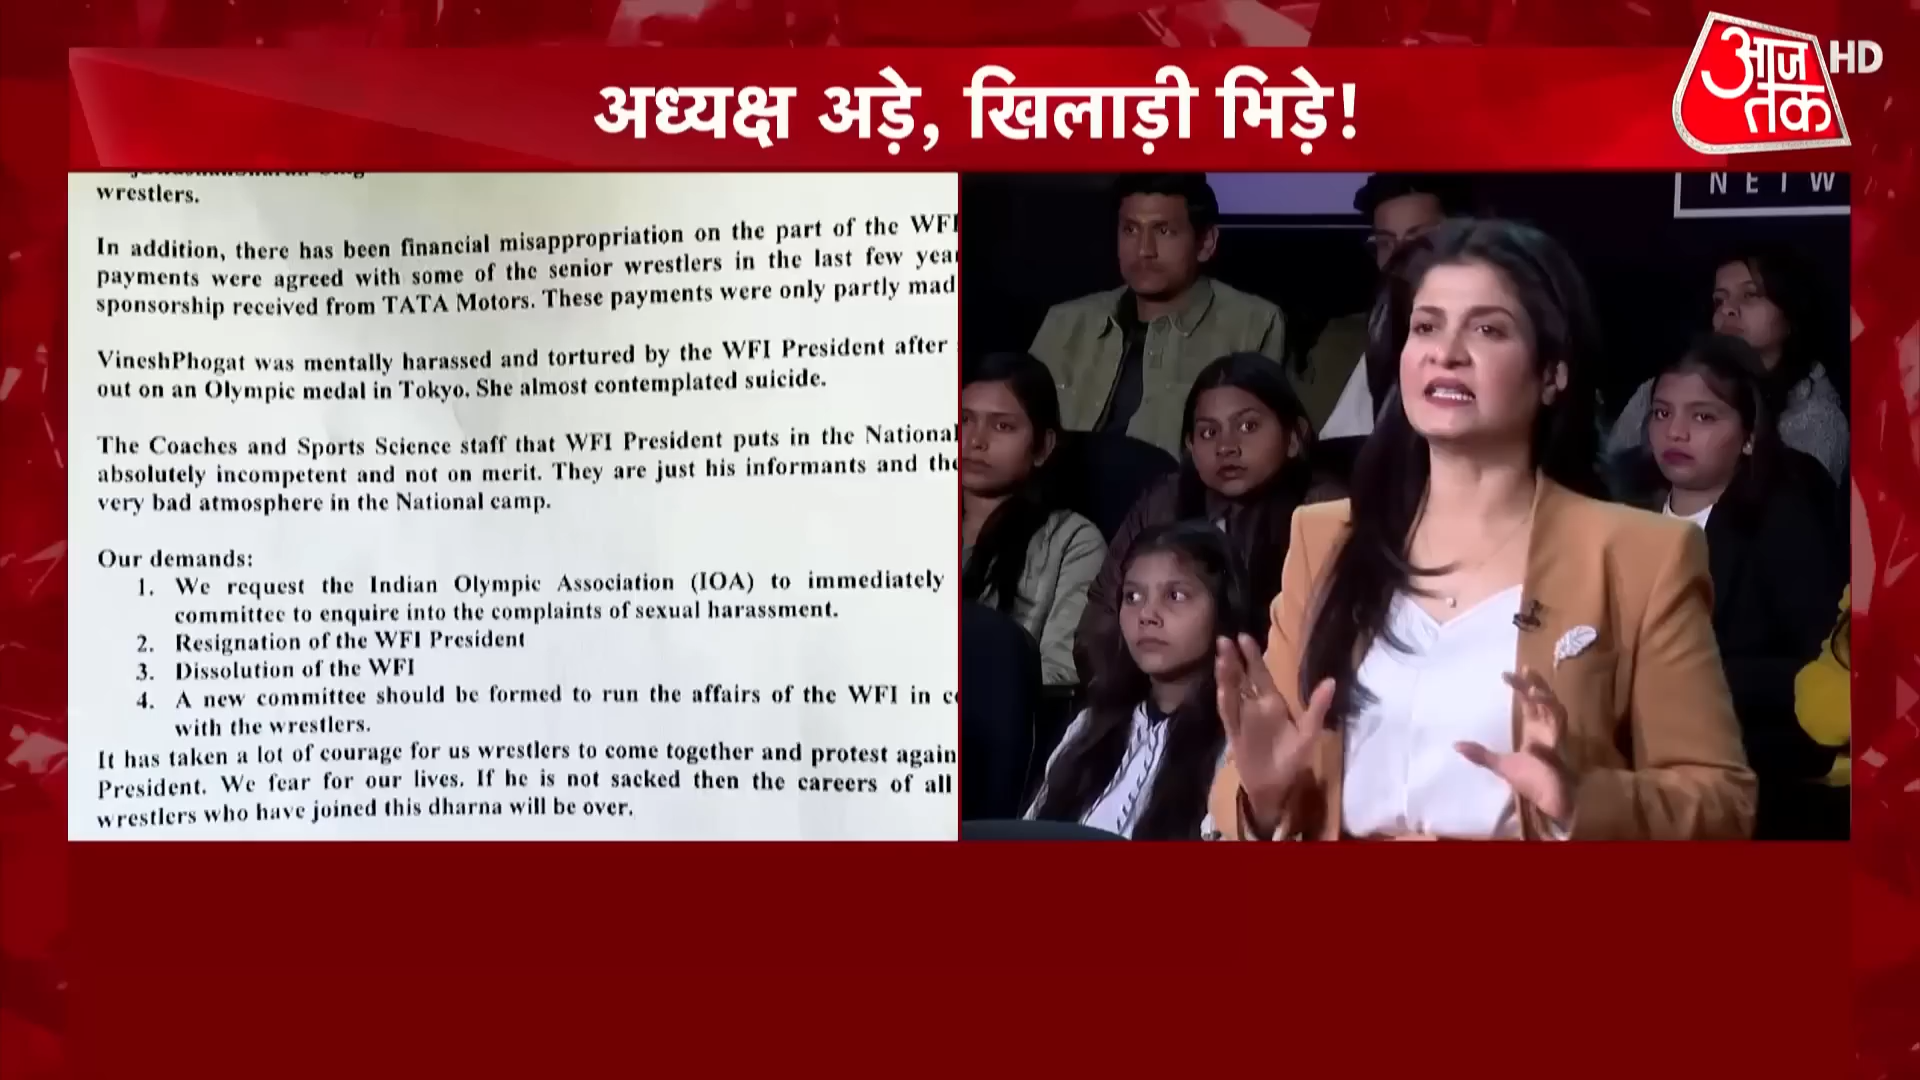 अध्यक्ष अड़े, खिलाड़ी भिड़े!
आज
तक
HD
wrestlers.
In addition, there has been financial misappropriation on the part of the WFI
payments were agreed with some of the senior wrestlers in the last few
sponsorship received from TATA Motors. These payments were only partly
VineshPhogat was mentally harassed and tortured by the WFI President after
out on an Olympic medal in Tokyo. She almost contemplated suicide.
The Coaches and Sports Science staff that WFI President puts in the National
absolutely incompetent and not on merit. They are just his informants and
very bad atmosphere in the National camp.
Our demands:
1. We request the Indian Olympic Association (IOA) to immediately
committee to enquire into the complaints of sexual harassment.
2. Resignation of the WFI President
3. Dissolution of the WFI
4. A new committee should be formed to run the affairs of the WFI in
with the wrestlers.
It has taken a lot of courage for us wrestlers to come together and protest
President. We fear for our lives. If he is not sacked then the careers of all
wrestlers who have joined this dharna will be over.